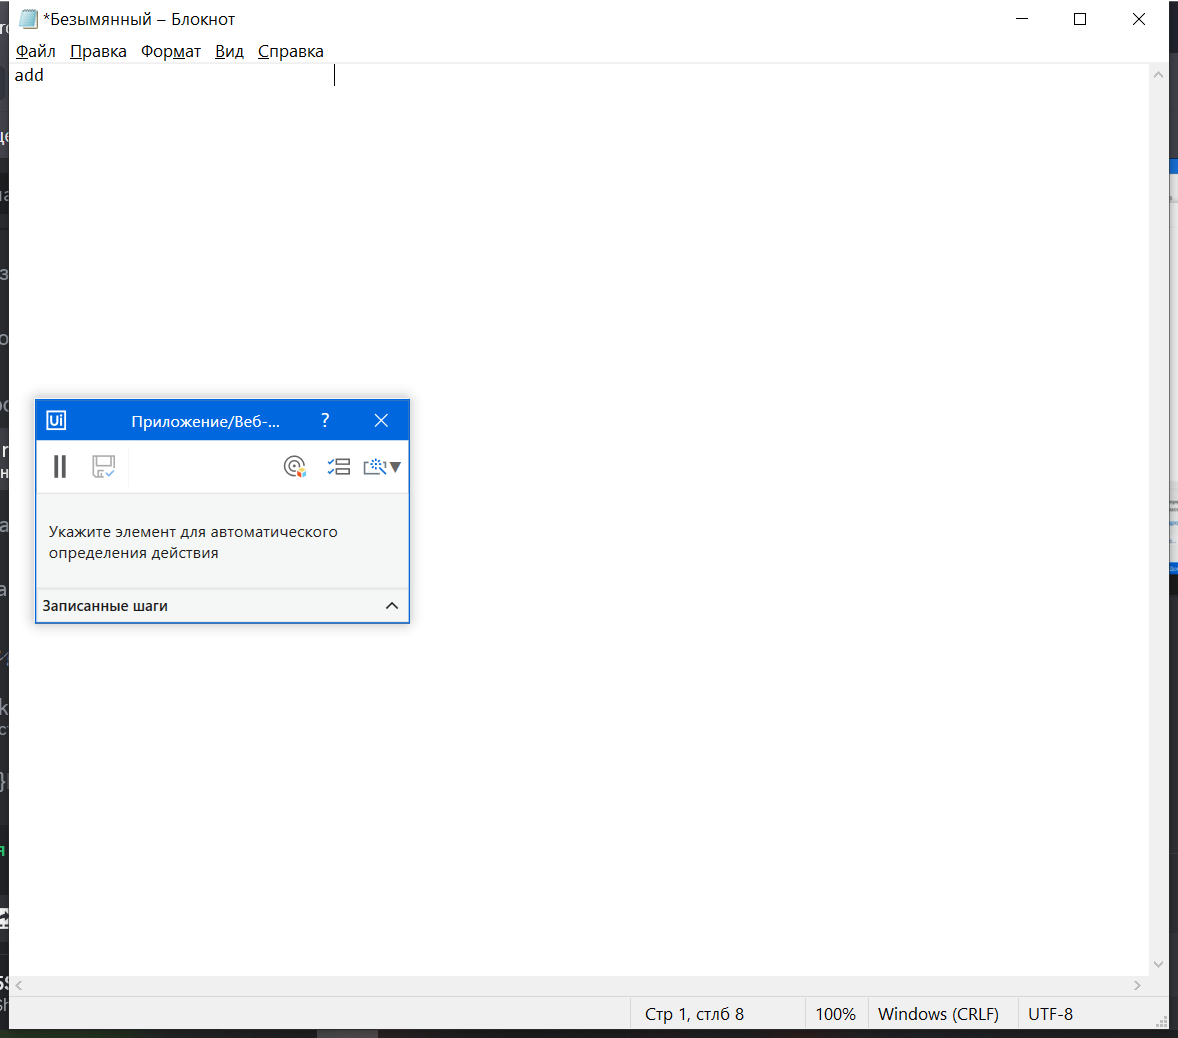 *Безымянный – Блокнот
Файл Правка Формат Вид Справка
add
Ui Приложение/Веб-... ?
Укажите элемент для автоматического
определения действия
Записанные шаги
Стр 1, стлб 8 100% Windows (CRLF) UTF-8